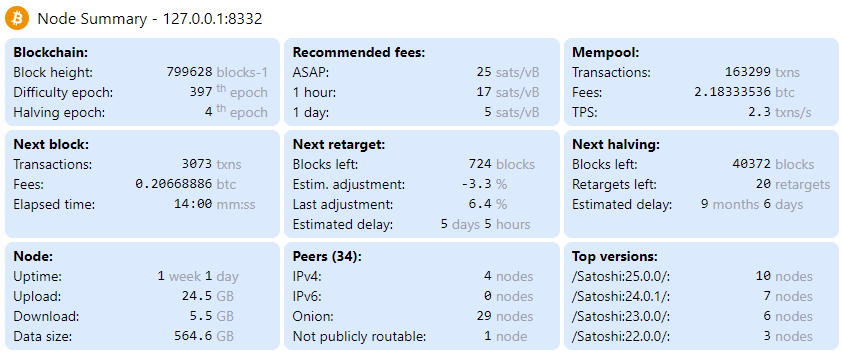 Node Summary - 127.0.0.1:8332
Blockchain:
Block height: 799628 blocks-1
Difficulty epoch: 397 th epoch
Halving epoch: 4 th epoch
Recommended fees:
ASAP: 25 sats/vB
1 hour: 17 sats/vB
1 day: 5 sats/vB
Mempool:
Transactions: 163299 txns
Fees: 2.18333536 btc
TPS: 2.3 txns/s
Next block:
Transactions: 3073 txns
Fees: 0.20668886 btc
Elapsed time: 14:00 mm:ss
Next retarget:
Blocks left: 724 blocks
Estim. adjustment: -3.3 %
Last adjustment: 6.4 %
Estimated delay: 5 days 5 hours
Next halving:
Blocks left: 40372 blocks
Retargets left: 20 retargets
Estimated delay: 9 months 6 days
Node:
Uptime: 1 week 1 day
Upload: 24.5 GB
Download: 5.5 GB
Data size: 564.6 GB
Peers (34):
IPv4: 4 nodes
IPv6: 0 nodes
Onion: 29 nodes
Not publicly routable: 1 node
Top versions:
/Satoshi:25.0.0/: 10 nodes
/Satoshi:24.0.1/: 7 nodes
/Satoshi:23.0.0/: 6 nodes
/Satoshi:22.0.0/: 3 nodes